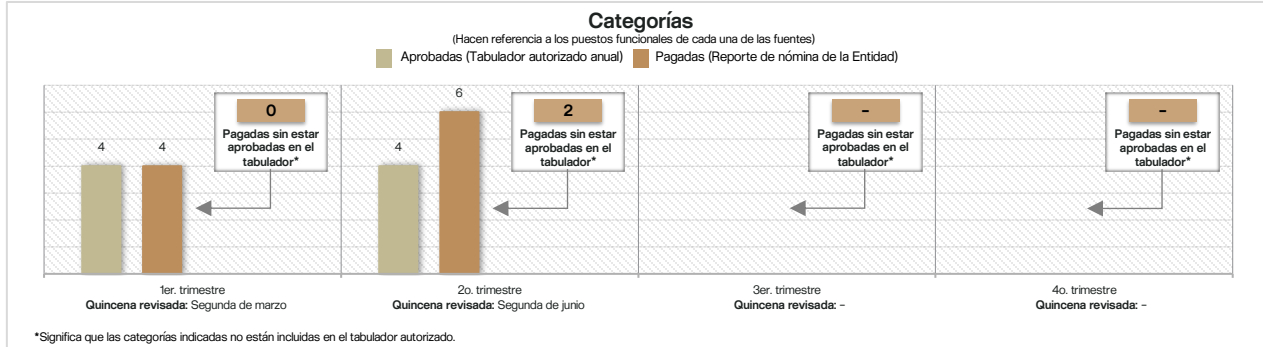 Categorías
(Hacen referencia a los puestos funcionales de cada una de las fuentes)
Aprobadas (Tabulador autorizado anual) Pagadas (Reporte de nómina de la Entidad)
4 4
0
Pagadas sin estar
aprobadas en el
tabulador*
4 6
2
Pagadas sin estar
aprobadas en el
tabulador*
-
Pagadas sin estar
aprobadas en el
tabulador*
-
Pagadas sin estar
aprobadas en el
tabulador*
1er. trimestre
Quincena revisada: Segunda de marzo
2o. trimestre
Quincena revisada: Segunda de junio
3er. trimestre
Quincena revisada: -
4o. trimestre
Quincena revisada: -
*Significa que las categorías indicadas no están incluidas en el tabulador autorizado.